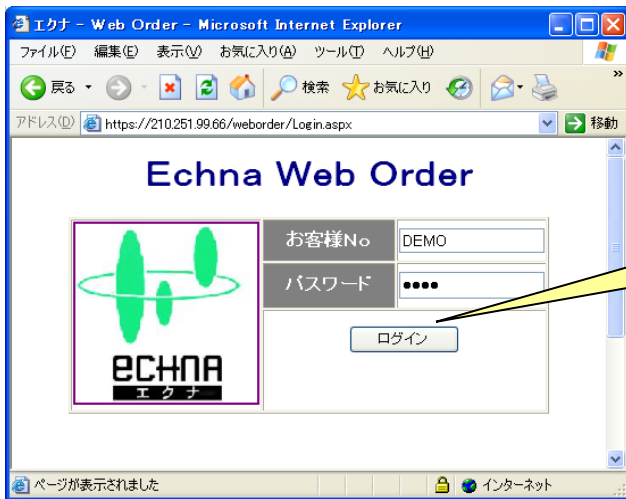 エクナ - Web Order - Microsoft Internet Explorer
ファイル(F) 編集(E) 表示(V) お気に入り(A) ツール(T) ヘルプ(H)
戻る 検索 お気に入り »
アドレス(D) https://210.251.99.66/weborder/Login.aspx 移動
Echna Web Order
お客様No DEMO
パスワード ●●●●
ログイン
ECHNA
エクナ
ページが表示されました インターネット